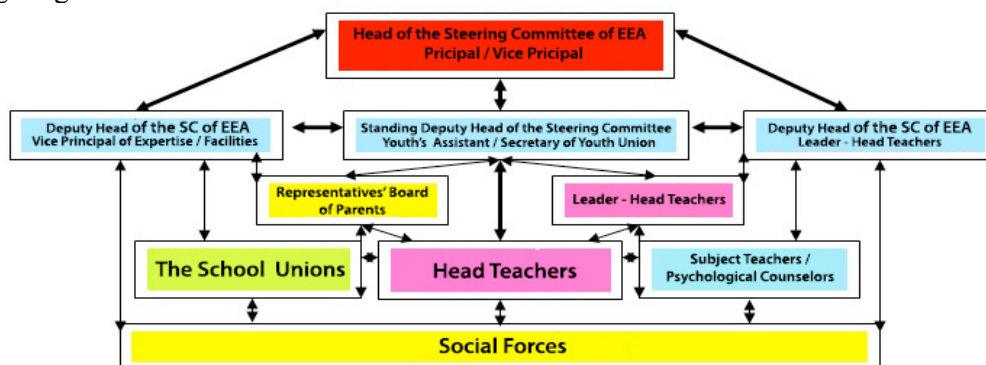 Head of the Steering Committee of EEA
Pricipal / Vice Pricipal
Deputy Head of the SC of EEA
Vice Principal of Expertise / Facilities
Standing Deputy Head of the Steering Committee
Youth's Assistant / Secretary of Youth Union
Deputy Head of the SC of EEA
Leader - Head Teachers
Representatives' Board
of Parents
Leader - Head Teachers
The School Unions
Head Teachers
Subject Teachers /
Psychological Counselors
Social Forces